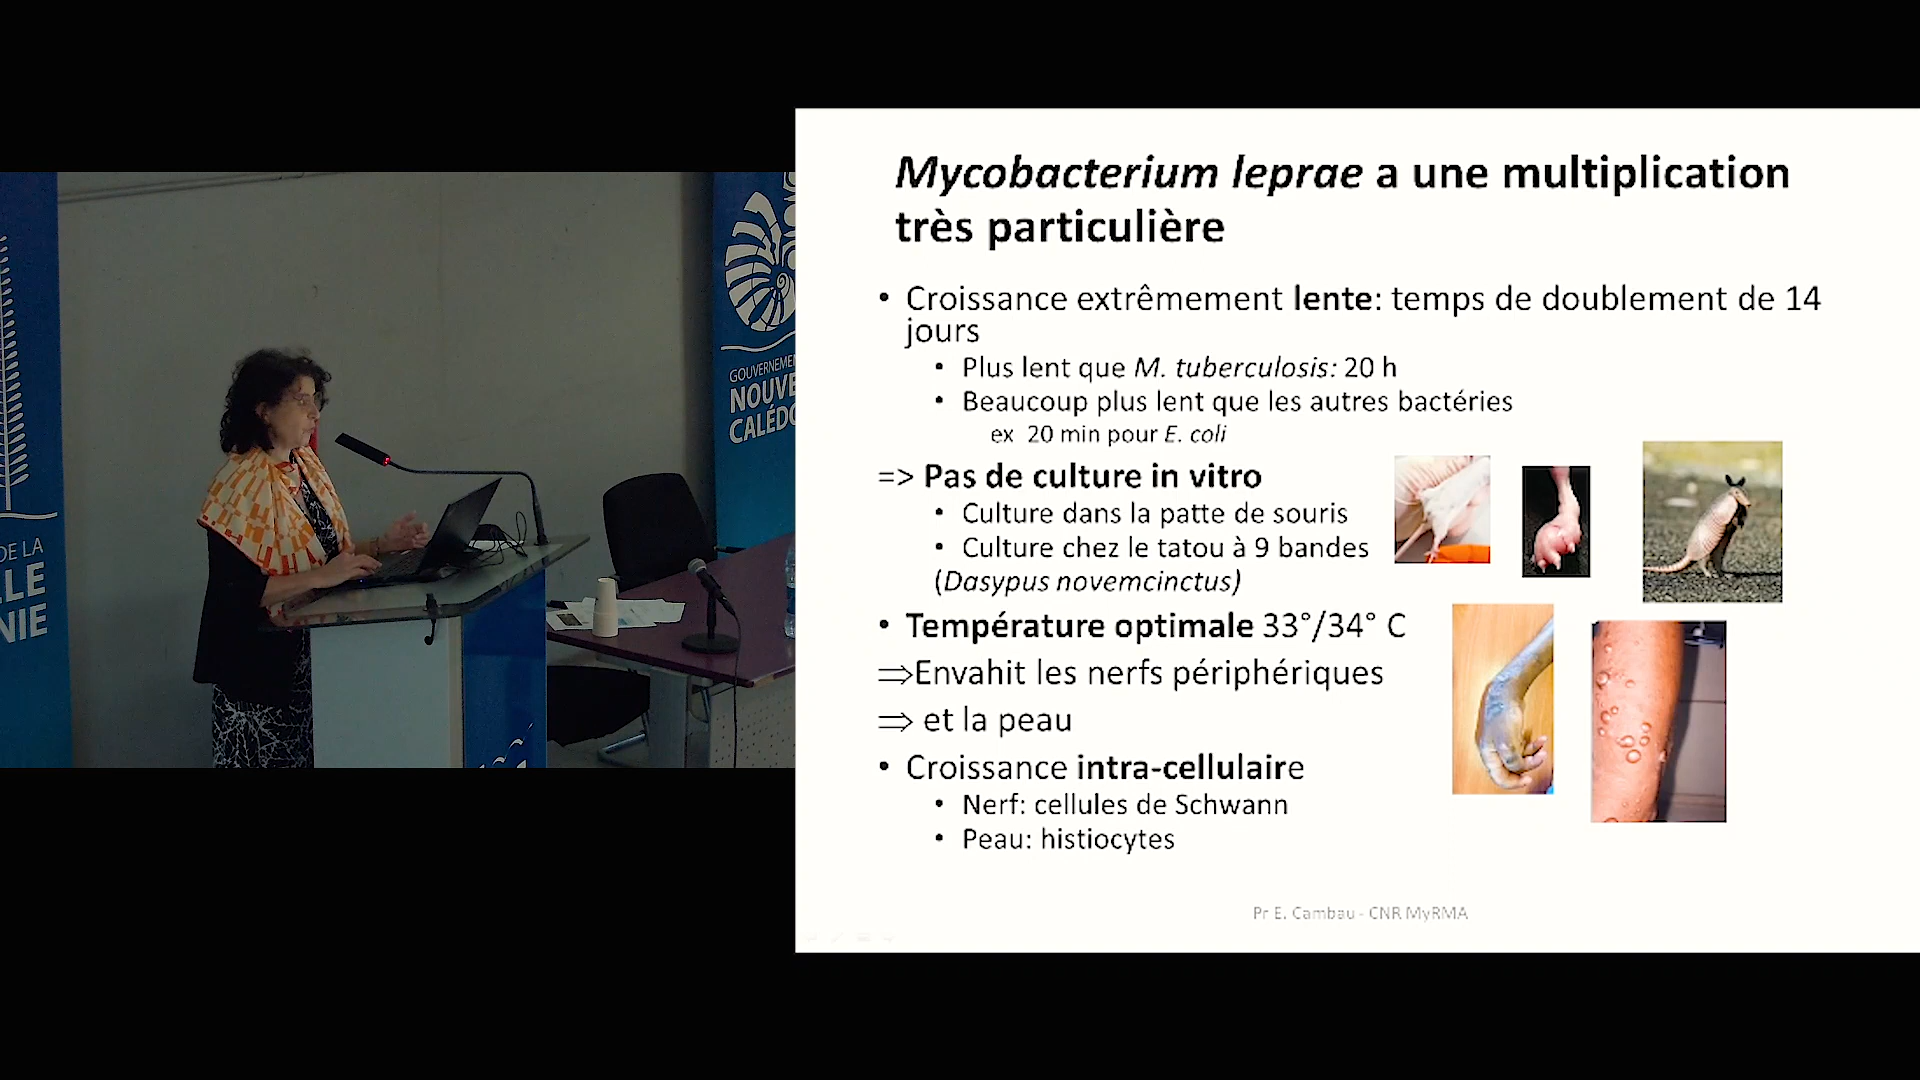 DE LA
LLE
NIE
GOUVERNEME
NOUVE
CALÉDO
Mycobacterium leprae a une multiplication
très particulière
• Croissance extrêmement lente: temps de doublement de 14
jours
• Plus lent que M. tuberculosis: 20 h
• Beaucoup plus lent que les autres bactéries
ex 20 min pour E. coli
=> Pas de culture in vitro
• Culture dans la patte de souris
• Culture chez le tatou à 9 bandes
(Dasypus novemcinctus)
• Température optimale 33°/34° C
⇒Envahit les nerfs périphériques
⇒ et la peau
• Croissance intra-cellulaire
• Nerf: cellules de Schwann
• Peau: histiocytes
Pr E. Cambau - CNR MyRMA